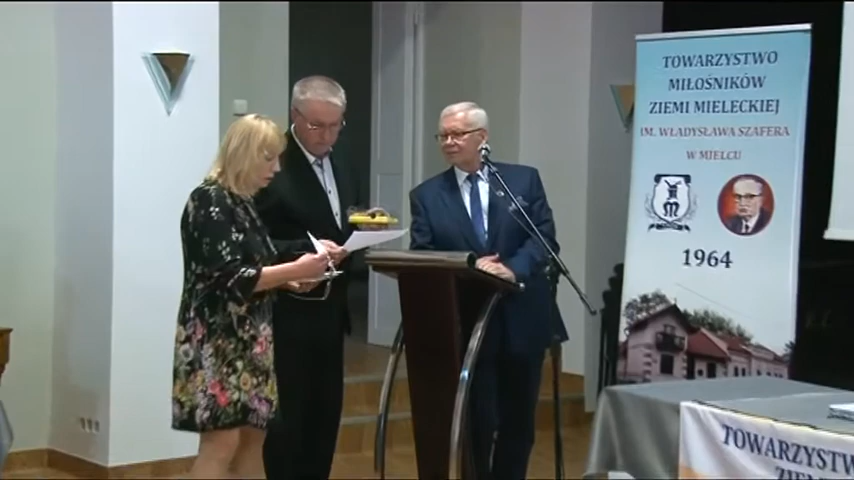 TOWARZYSTWO
MIŁOŚNIKÓW
ZIEMI MIELECKIEJ
IM. WŁADYSŁAWA SZAFERA
W MIELCU
1964
TOWARZYSTW